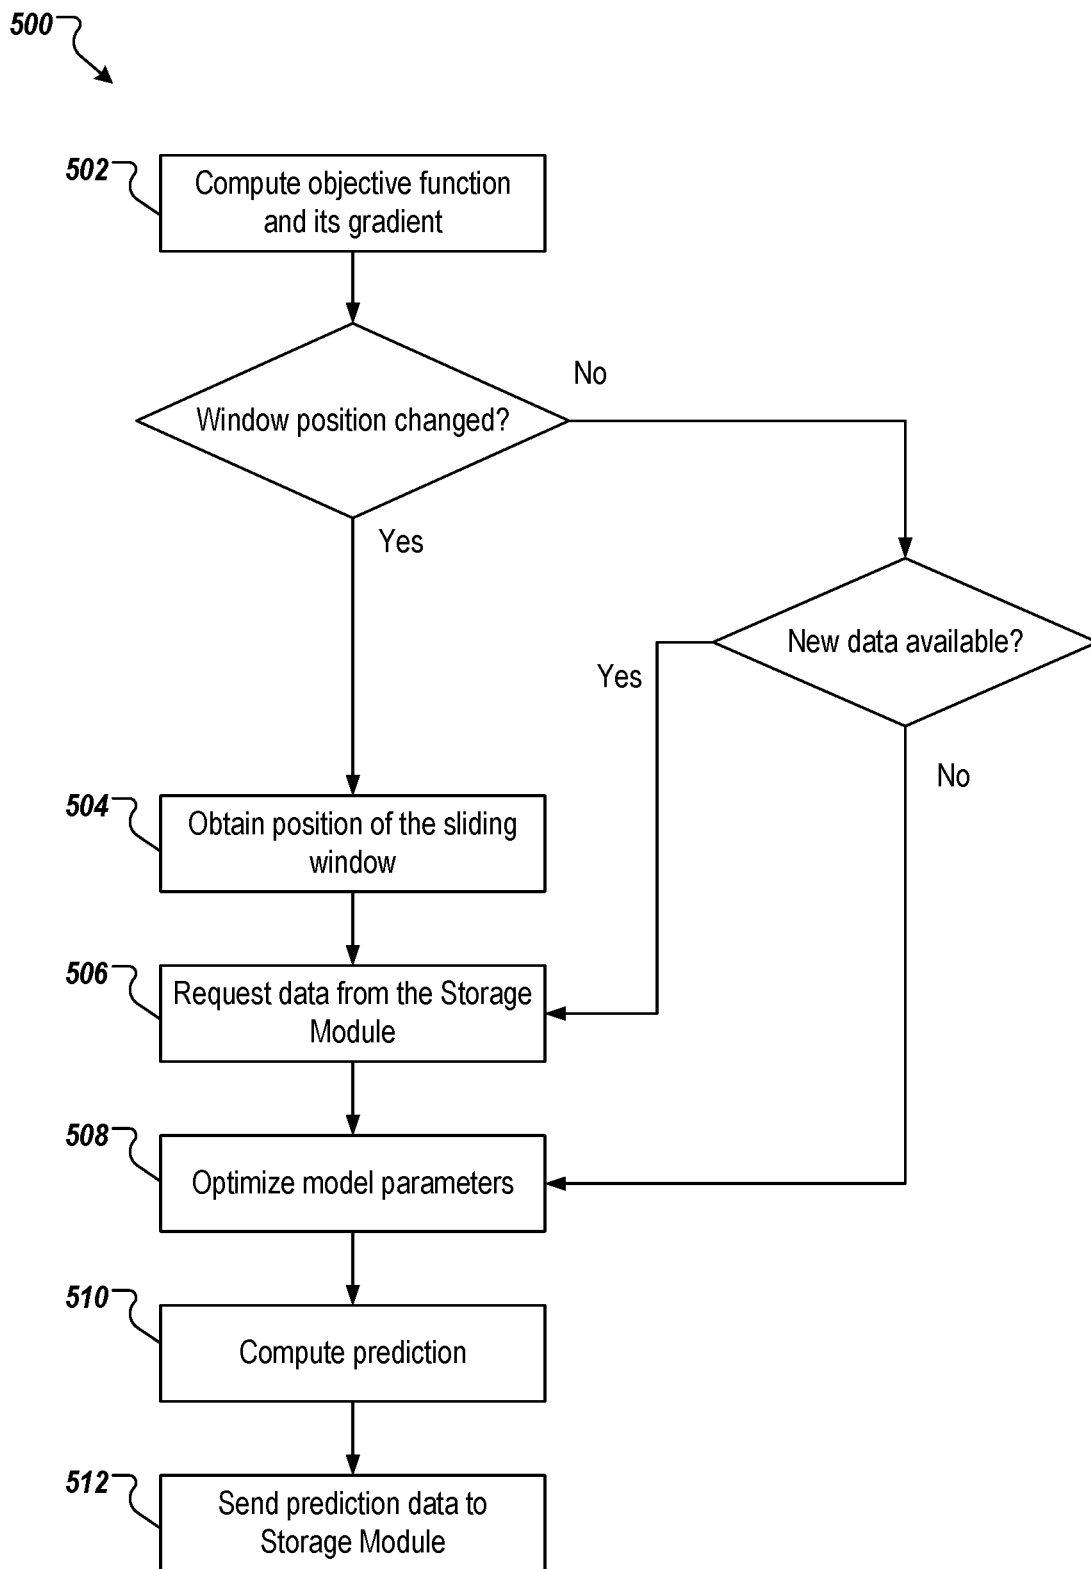 500
502
Compute objective function
and its gradient
No
Window position changed?
Yes
New data available?
Yes
No
504
Obtain position of the sliding
window
506
Request data from the Storage
Module
508
Optimize model parameters
510
Compute prediction
512
Send prediction data to
Storage Module